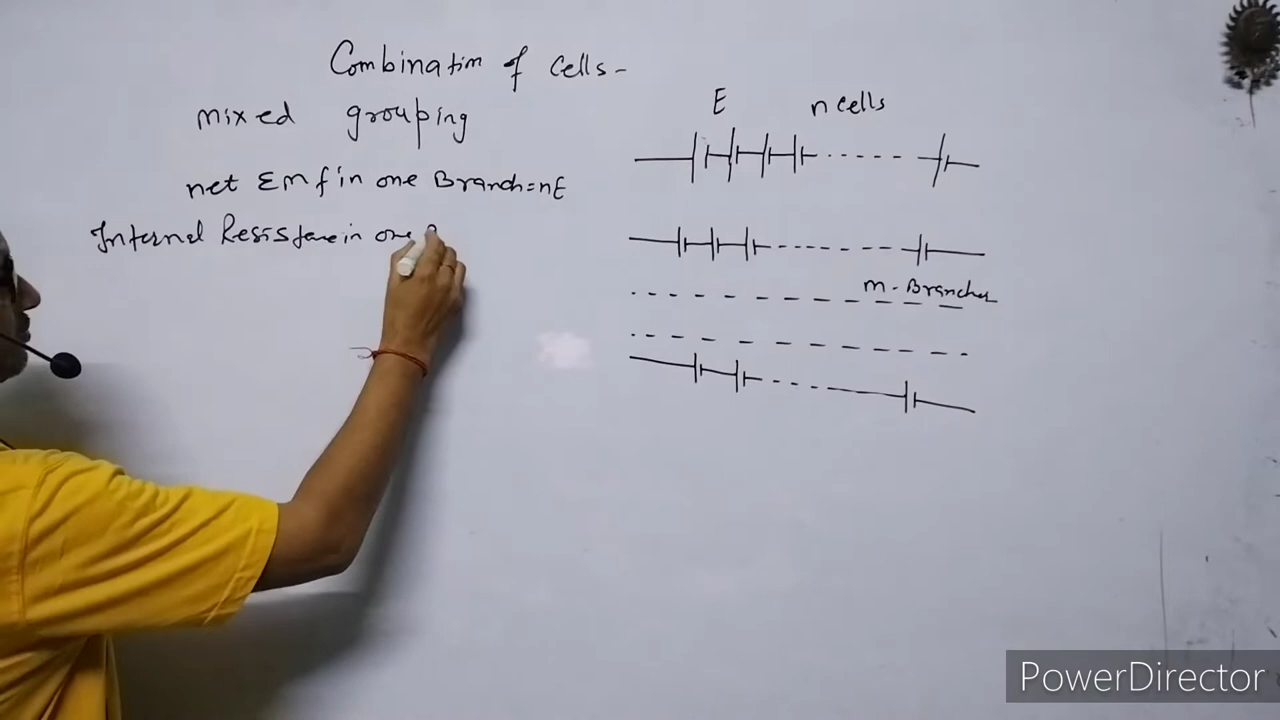 Combination of cells -
mixed grouping
net Emf in one Branch = nE
Internal Resistance in one
E n cells
m - Branches
PowerDirector